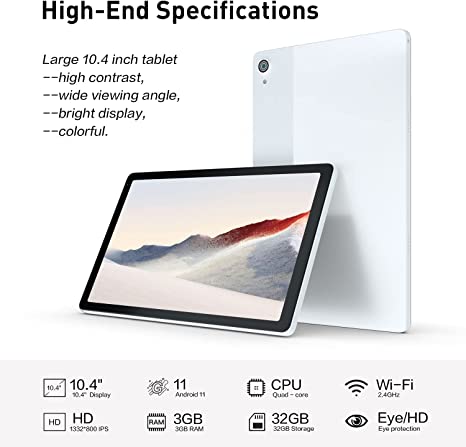 High-End Specifications
Large 10.4 inch tablet
--high contrast,
--wide viewing angle,
--bright display,
--colorful.
10.4" 10.4" 11 CPU Wi-Fi
10.4" Display Android 11 Quad - core 2.4GHz
HD HD RAM 3GB 32GB Eye/HD
1332*800 IPS 3GB RAM 32GB Storage Eye protection